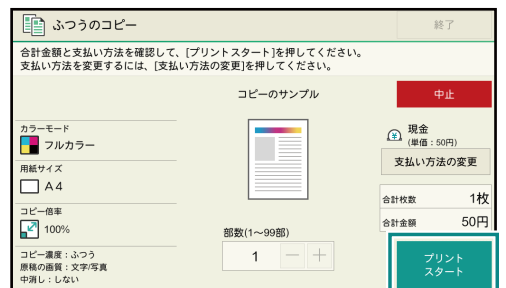 ふつうのコピー
終了
合計金額と支払い方法を確認して、[プリントスタート]を押してください。
支払い方法を変更するには、[支払い方法の変更]を押してください。
コピーのサンプル
中止
カラーモード
フルカラー
用紙サイズ
A4
コピー倍率
100%
コピー濃度：ふつう
原稿の画質：文字/写真
中消し：しない
部数(1～99部)
1
現金
(単価：50円)
支払い方法の変更
合計枚数 1枚
合計金額 50円
プリント
スタート